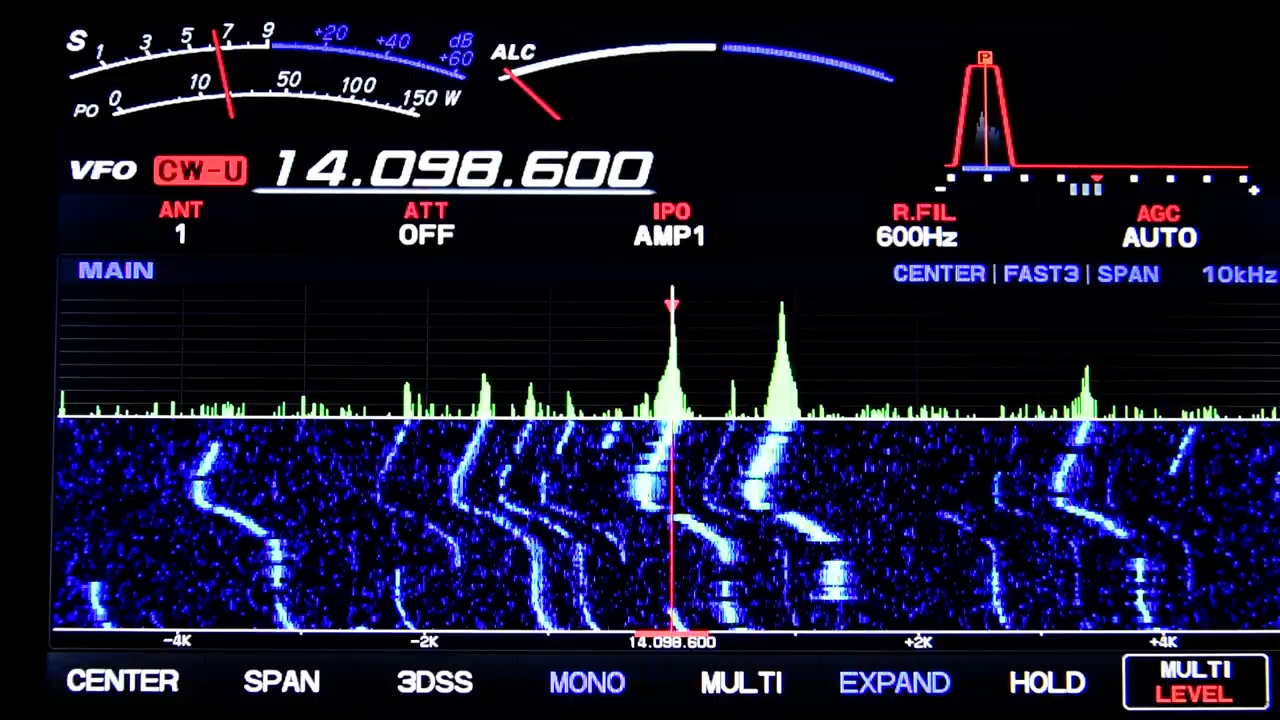 S 1 3 5 7 9 +20 +40 +60 dB
PO 0 10 50 100 150 W
ALC
P
VFO CW-U 14.098.600
- +
ANT ATT IPO R.FIL AGC
1 OFF AMP1 600Hz AUTO
MAIN CENTER | FAST3 | SPAN 10kHz
-4K -2K 14.098.600 +2K +4K
CENTER SPAN 3DSS MONO MULTI EXPAND HOLD MULTI
LEVEL